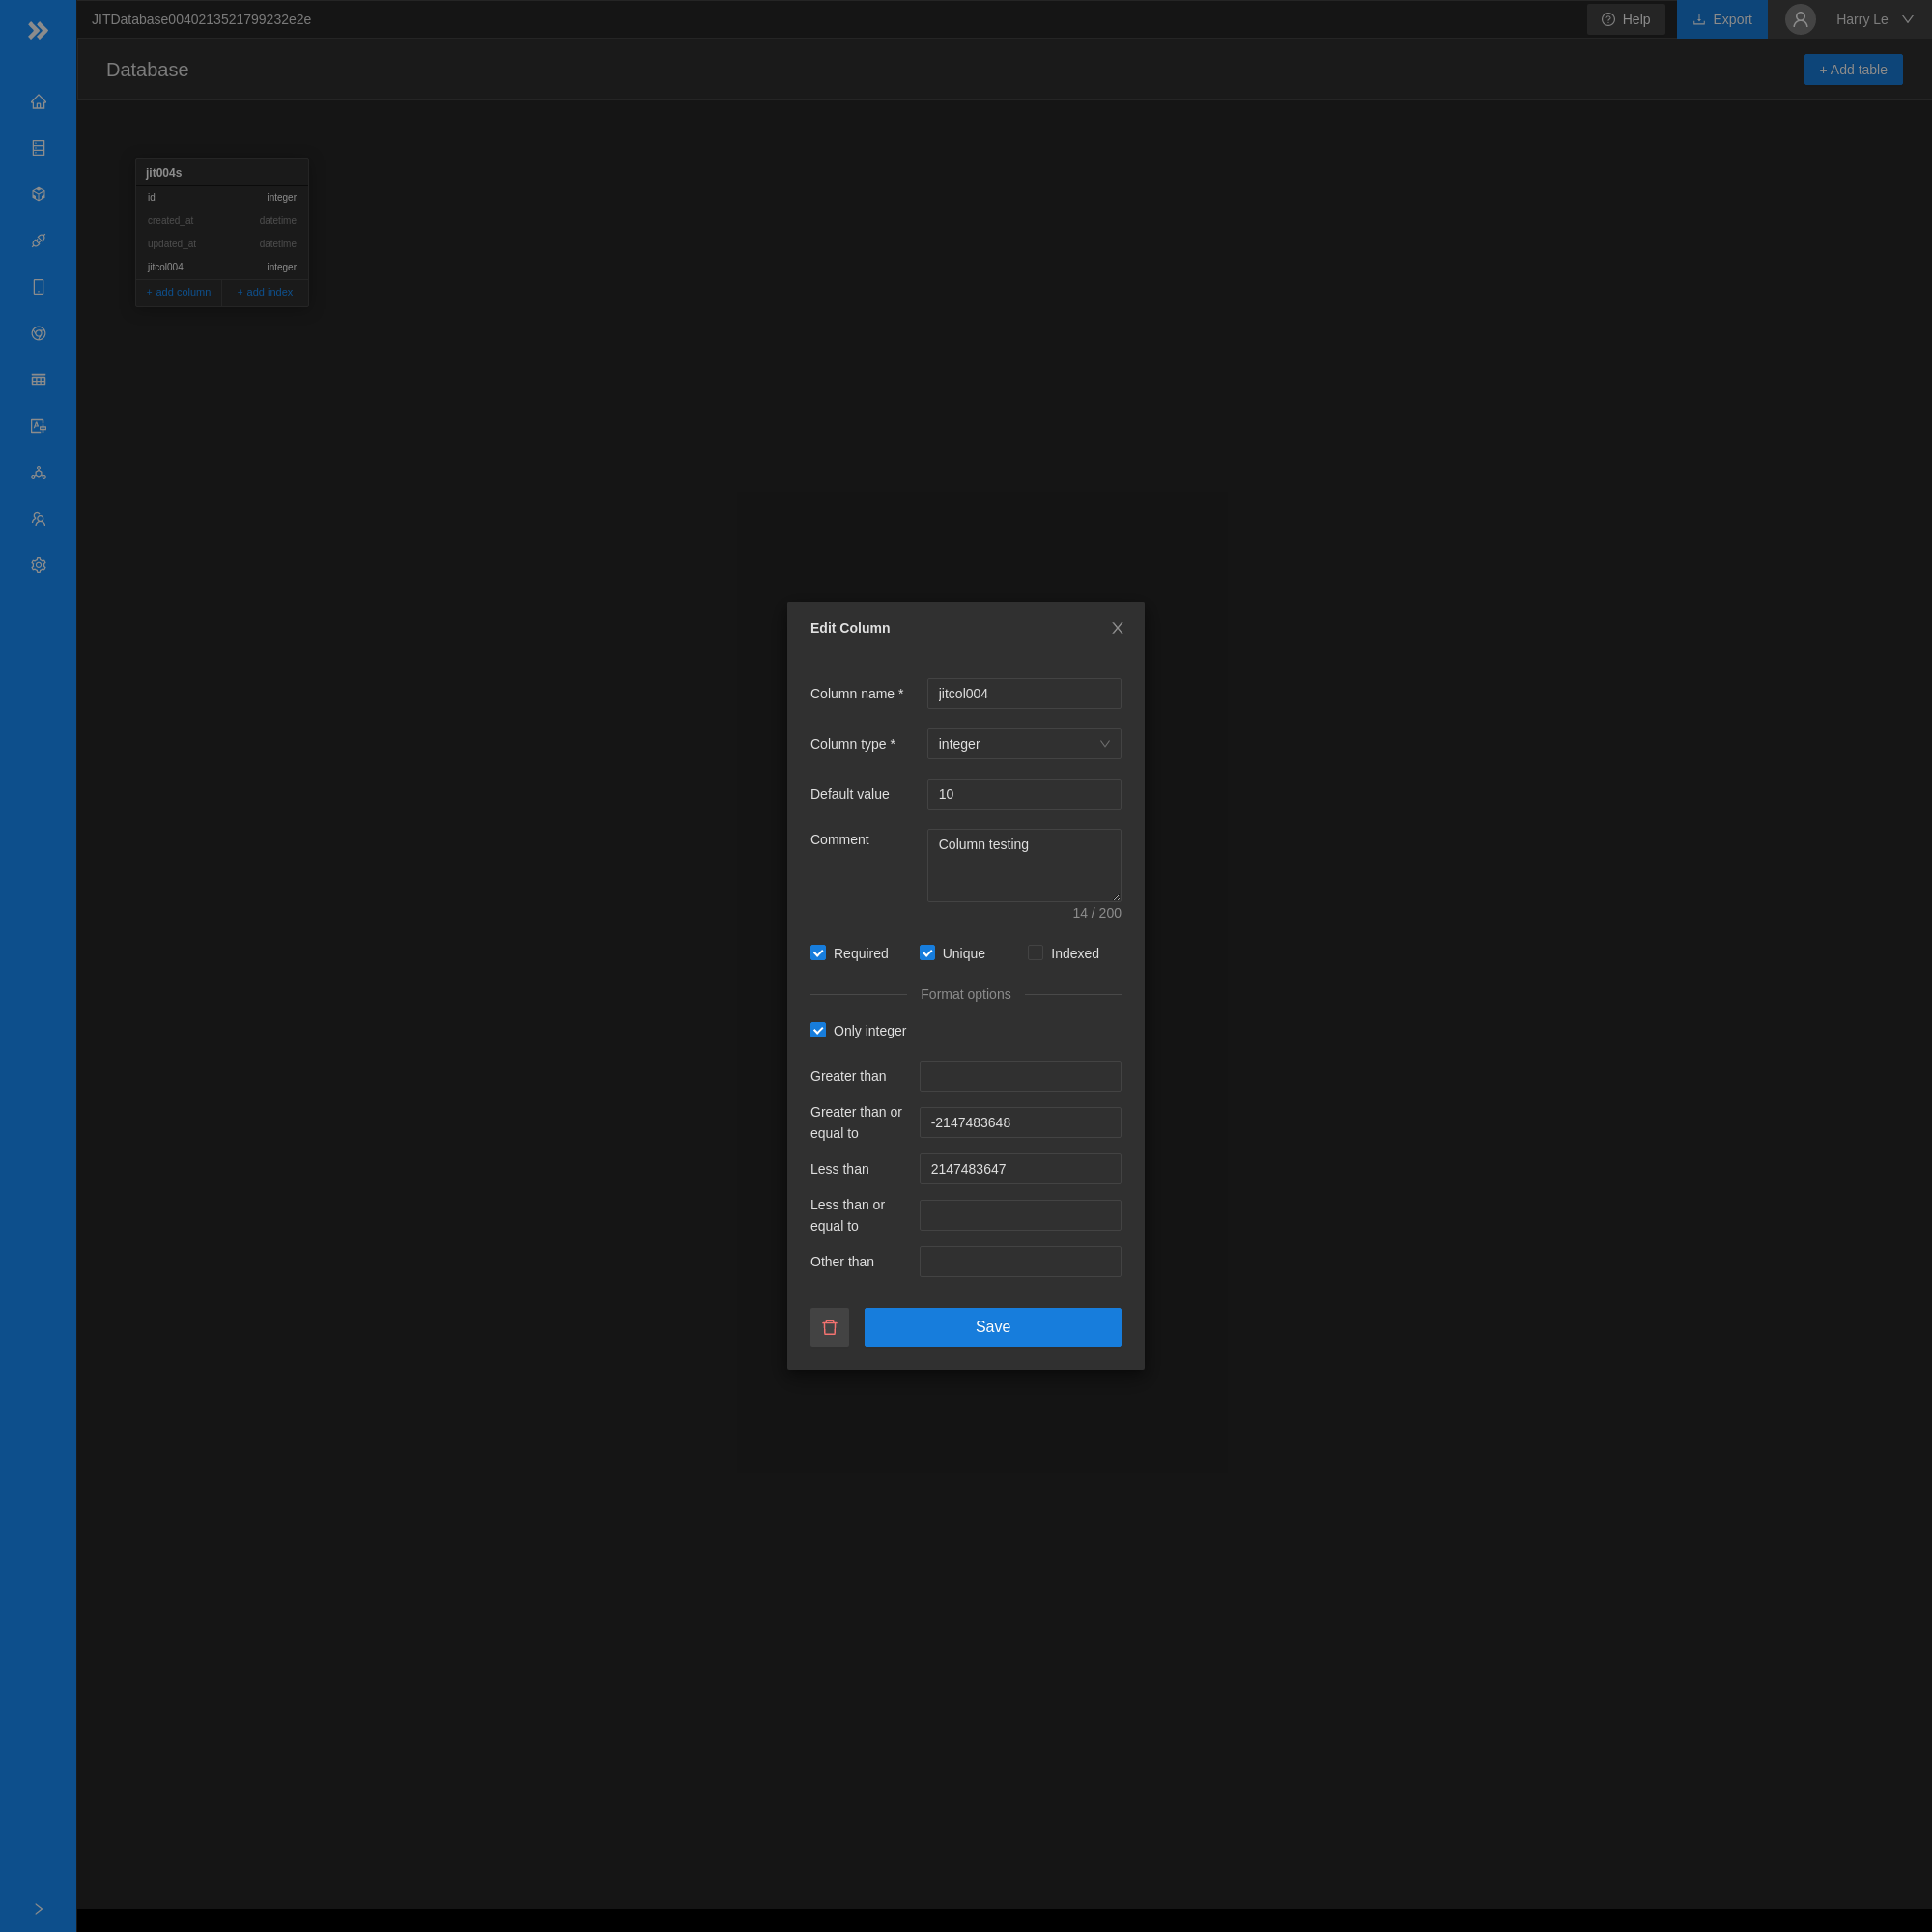 JITDatabase0040213521799232e2e
Help
Export
Harry Le
Database
+ Add table
jit004s
id integer
created_at datetime
updated_at datetime
jitcol004 integer
+ add column + add index
Edit Column
Column name * jitcol004
Column type * integer
Default value 10
Comment Column testing
14 / 200
Required Unique Indexed
Format options
Only integer
Greater than
Greater than or
equal to
-2147483648
Less than 2147483647
Less than or
equal to
Other than
Save